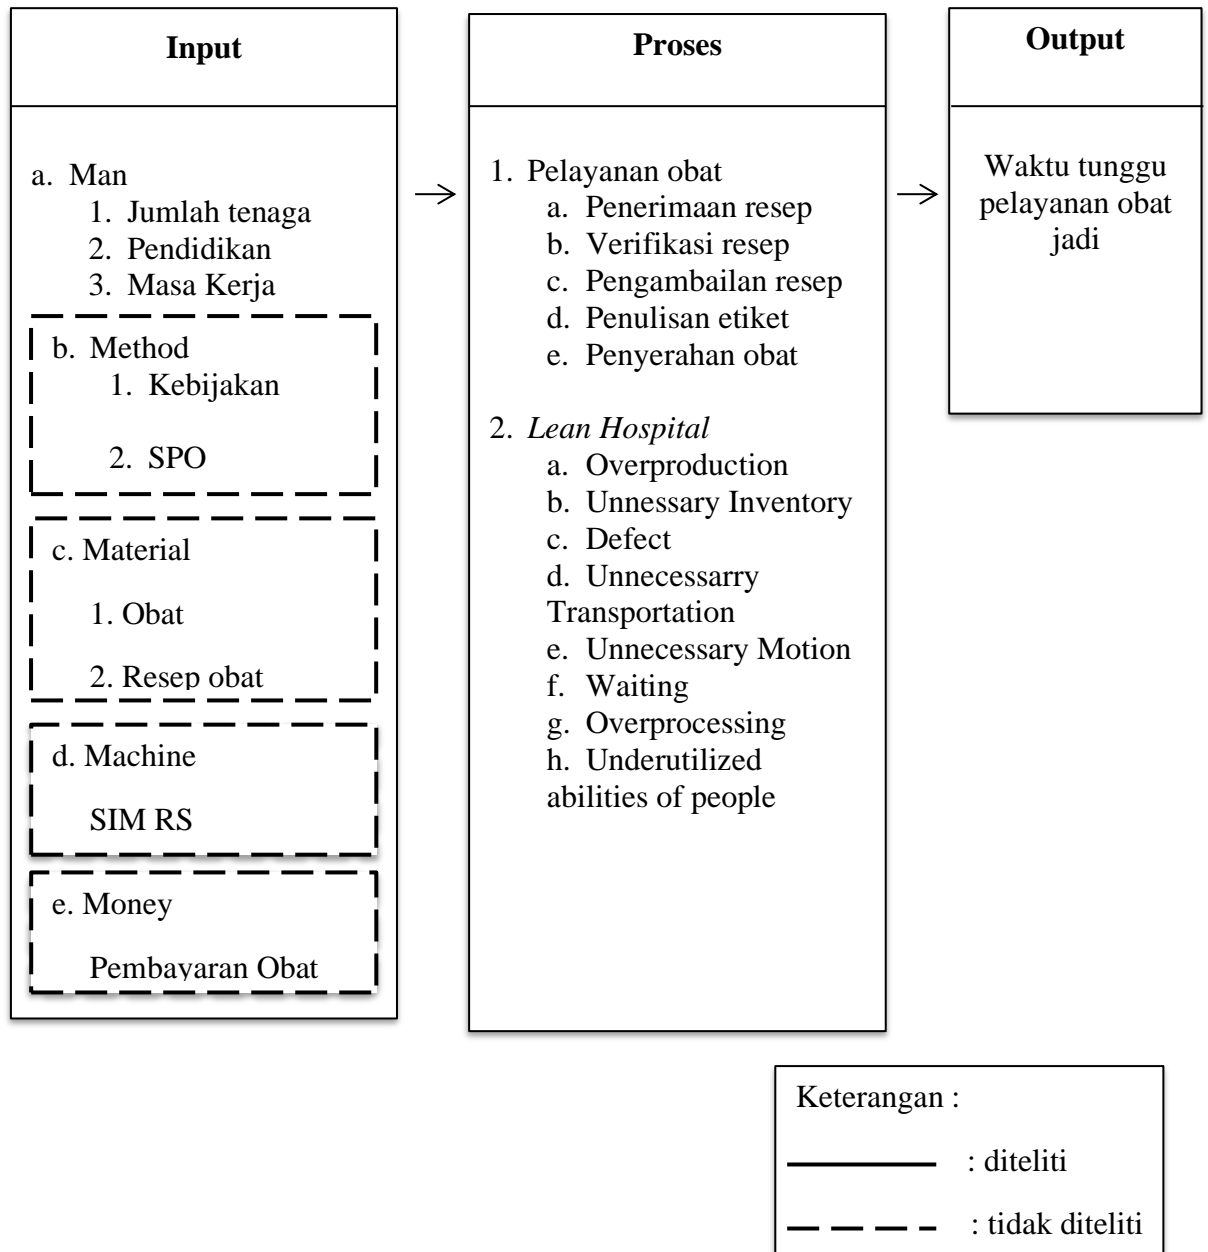 Input
a. Man
1. Jumlah tenaga
2. Pendidikan
3. Masa Kerja
b. Method
1. Kebijakan
2. SPO
c. Material
1. Obat
2. Resep obat
d. Machine
SIM RS
e. Money
Pembayaran Obat
Proses
1. Pelayanan obat
a. Penerimaan resep
b. Verifikasi resep
c. Pengambailan resep
d. Penulisan etiket
e. Penyerahan obat
2. Lean Hospital
a. Overproduction
b. Unnessary Inventory
c. Defect
d. Unnecessarry
Transportation
e. Unnecessary Motion
f. Waiting
g. Overprocessing
h. Underutilized
abilities of people
Output
Waktu tunggu
pelayanan obat
jadi
Keterangan :
: diteliti
: tidak diteliti